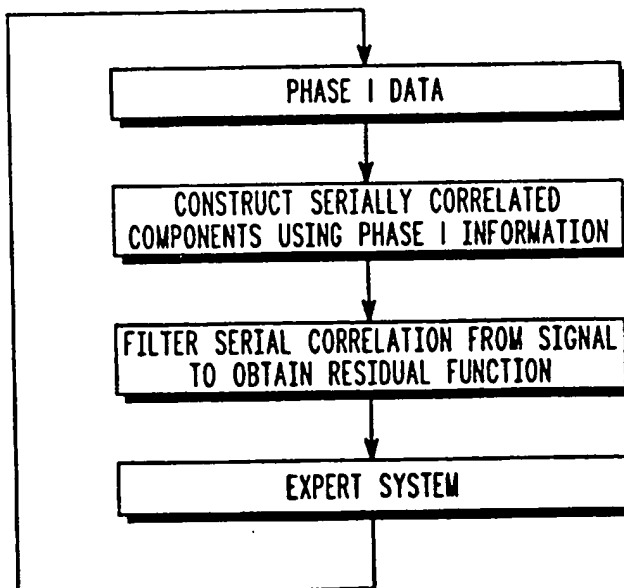 PHASE I DATA
CONSTRUCT SERIALLY CORRELATED
COMPONENTS USING PHASE I INFORMATION
FILTER SERIAL CORRELATION FROM SIGNAL
TO OBTAIN RESIDUAL FUNCTION
EXPERT SYSTEM